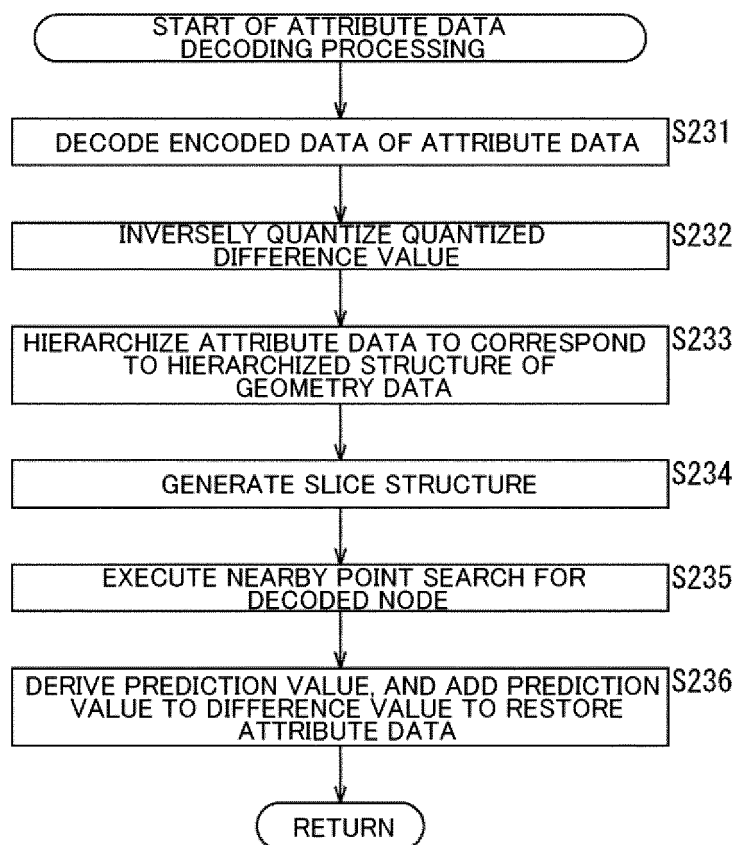 START OF ATTRIBUTE DATA
DECODING PROCESSING
DECODE ENCODED DATA OF ATTRIBUTE DATA
S231
INVERSELY QUANTIZE QUANTIZED
DIFFERENCE VALUE
S232
HIERARCHIZE ATTRIBUTE DATA TO CORRESPOND
TO HIERARCHIZED STRUCTURE OF
GEOMETRY DATA
S233
GENERATE SLICE STRUCTURE
S234
EXECUTE NEARBY POINT SEARCH FOR
DECODED NODE
S235
DERIVE PREDICTION VALUE, AND ADD PREDICTION
VALUE TO DIFFERENCE VALUE TO RESTORE
ATTRIBUTE DATA
S236
RETURN